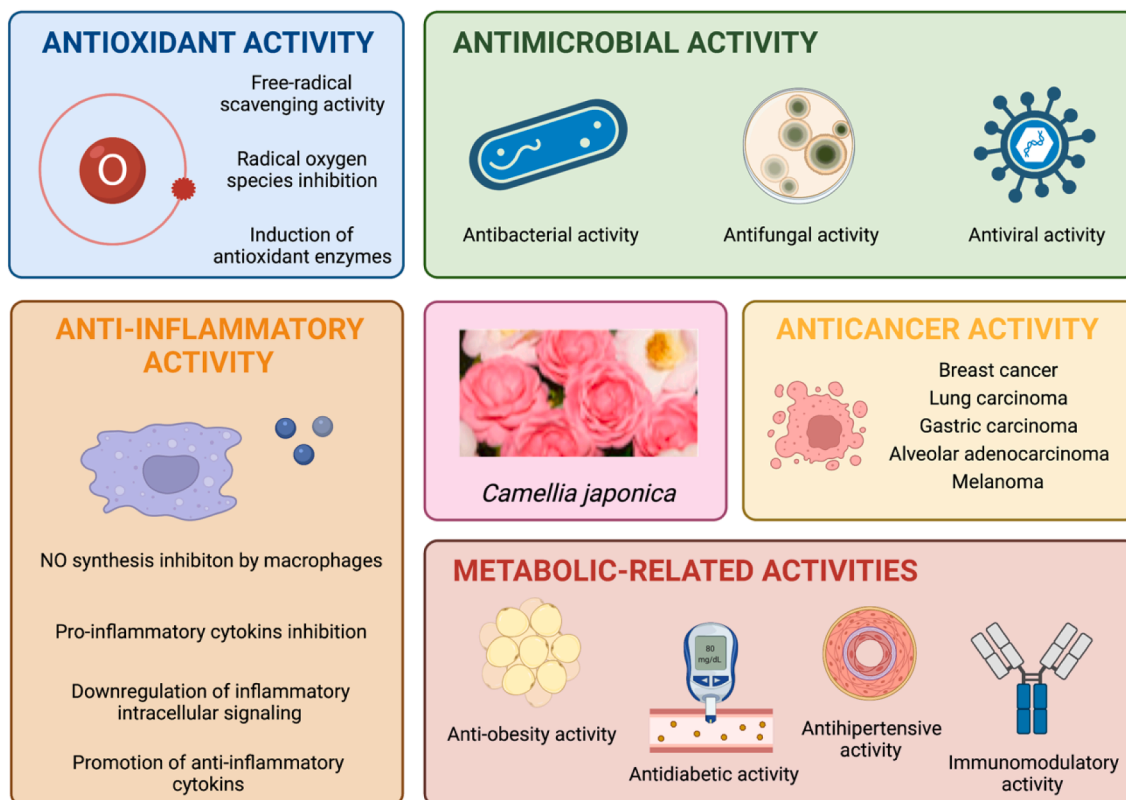 ANTIOXIDANT ACTIVITY
Free-radical
scavenging activity
O
Radical oxygen
species inhibition
Induction of
antioxidant enzymes
ANTIMICROBIAL ACTIVITY
Antibacterial activity
Antifungal activity
Antiviral activity
ANTI-INFLAMMATORY
ACTIVITY
NO synthesis inhibiton by macrophages
Pro-inflammatory cytokins inhibition
Downregulation of inflammatory
intracellular signaling
Promotion of anti-inflammatory
cytokins
Camellia japonica
ANTICANCER ACTIVITY
Breast cancer
Lung carcinoma
Gastric carcinoma
Alveolar adenocarcinoma
Melanoma
METABOLIC-RELATED ACTIVITIES
Anti-obesity activity
80
mg/dL
Antidiabetic activity
Antihipertensive
activity
Immunomodulatory
activity